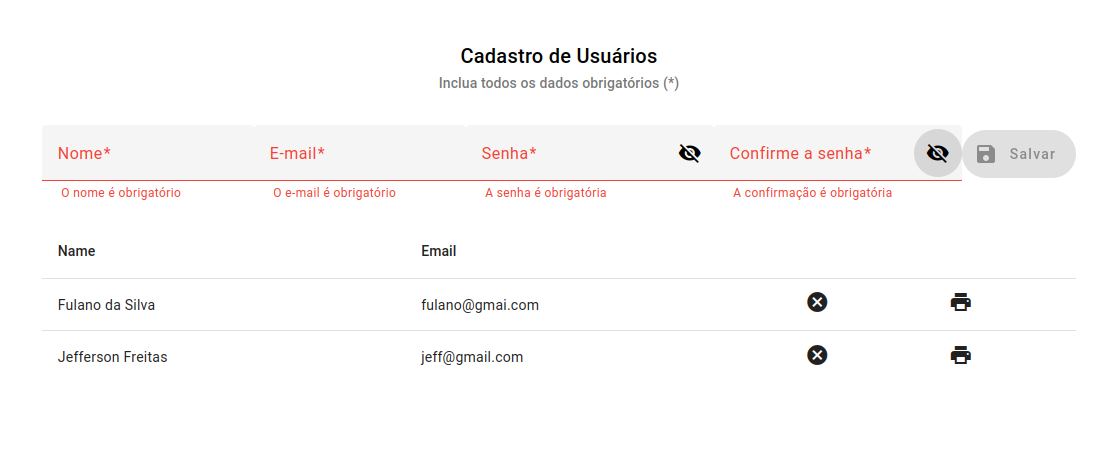 Cadastro de Usuários
Inclua todos os dados obrigatórios (*)
Nome* E-mail* Senha* Confirme a senha* Salvar
O nome é obrigatório O e-mail é obrigatório A senha é obrigatória A confirmação é obrigatória
Name Email
Fulano da Silva fulano@gmai.com
Jefferson Freitas jeff@gmail.com